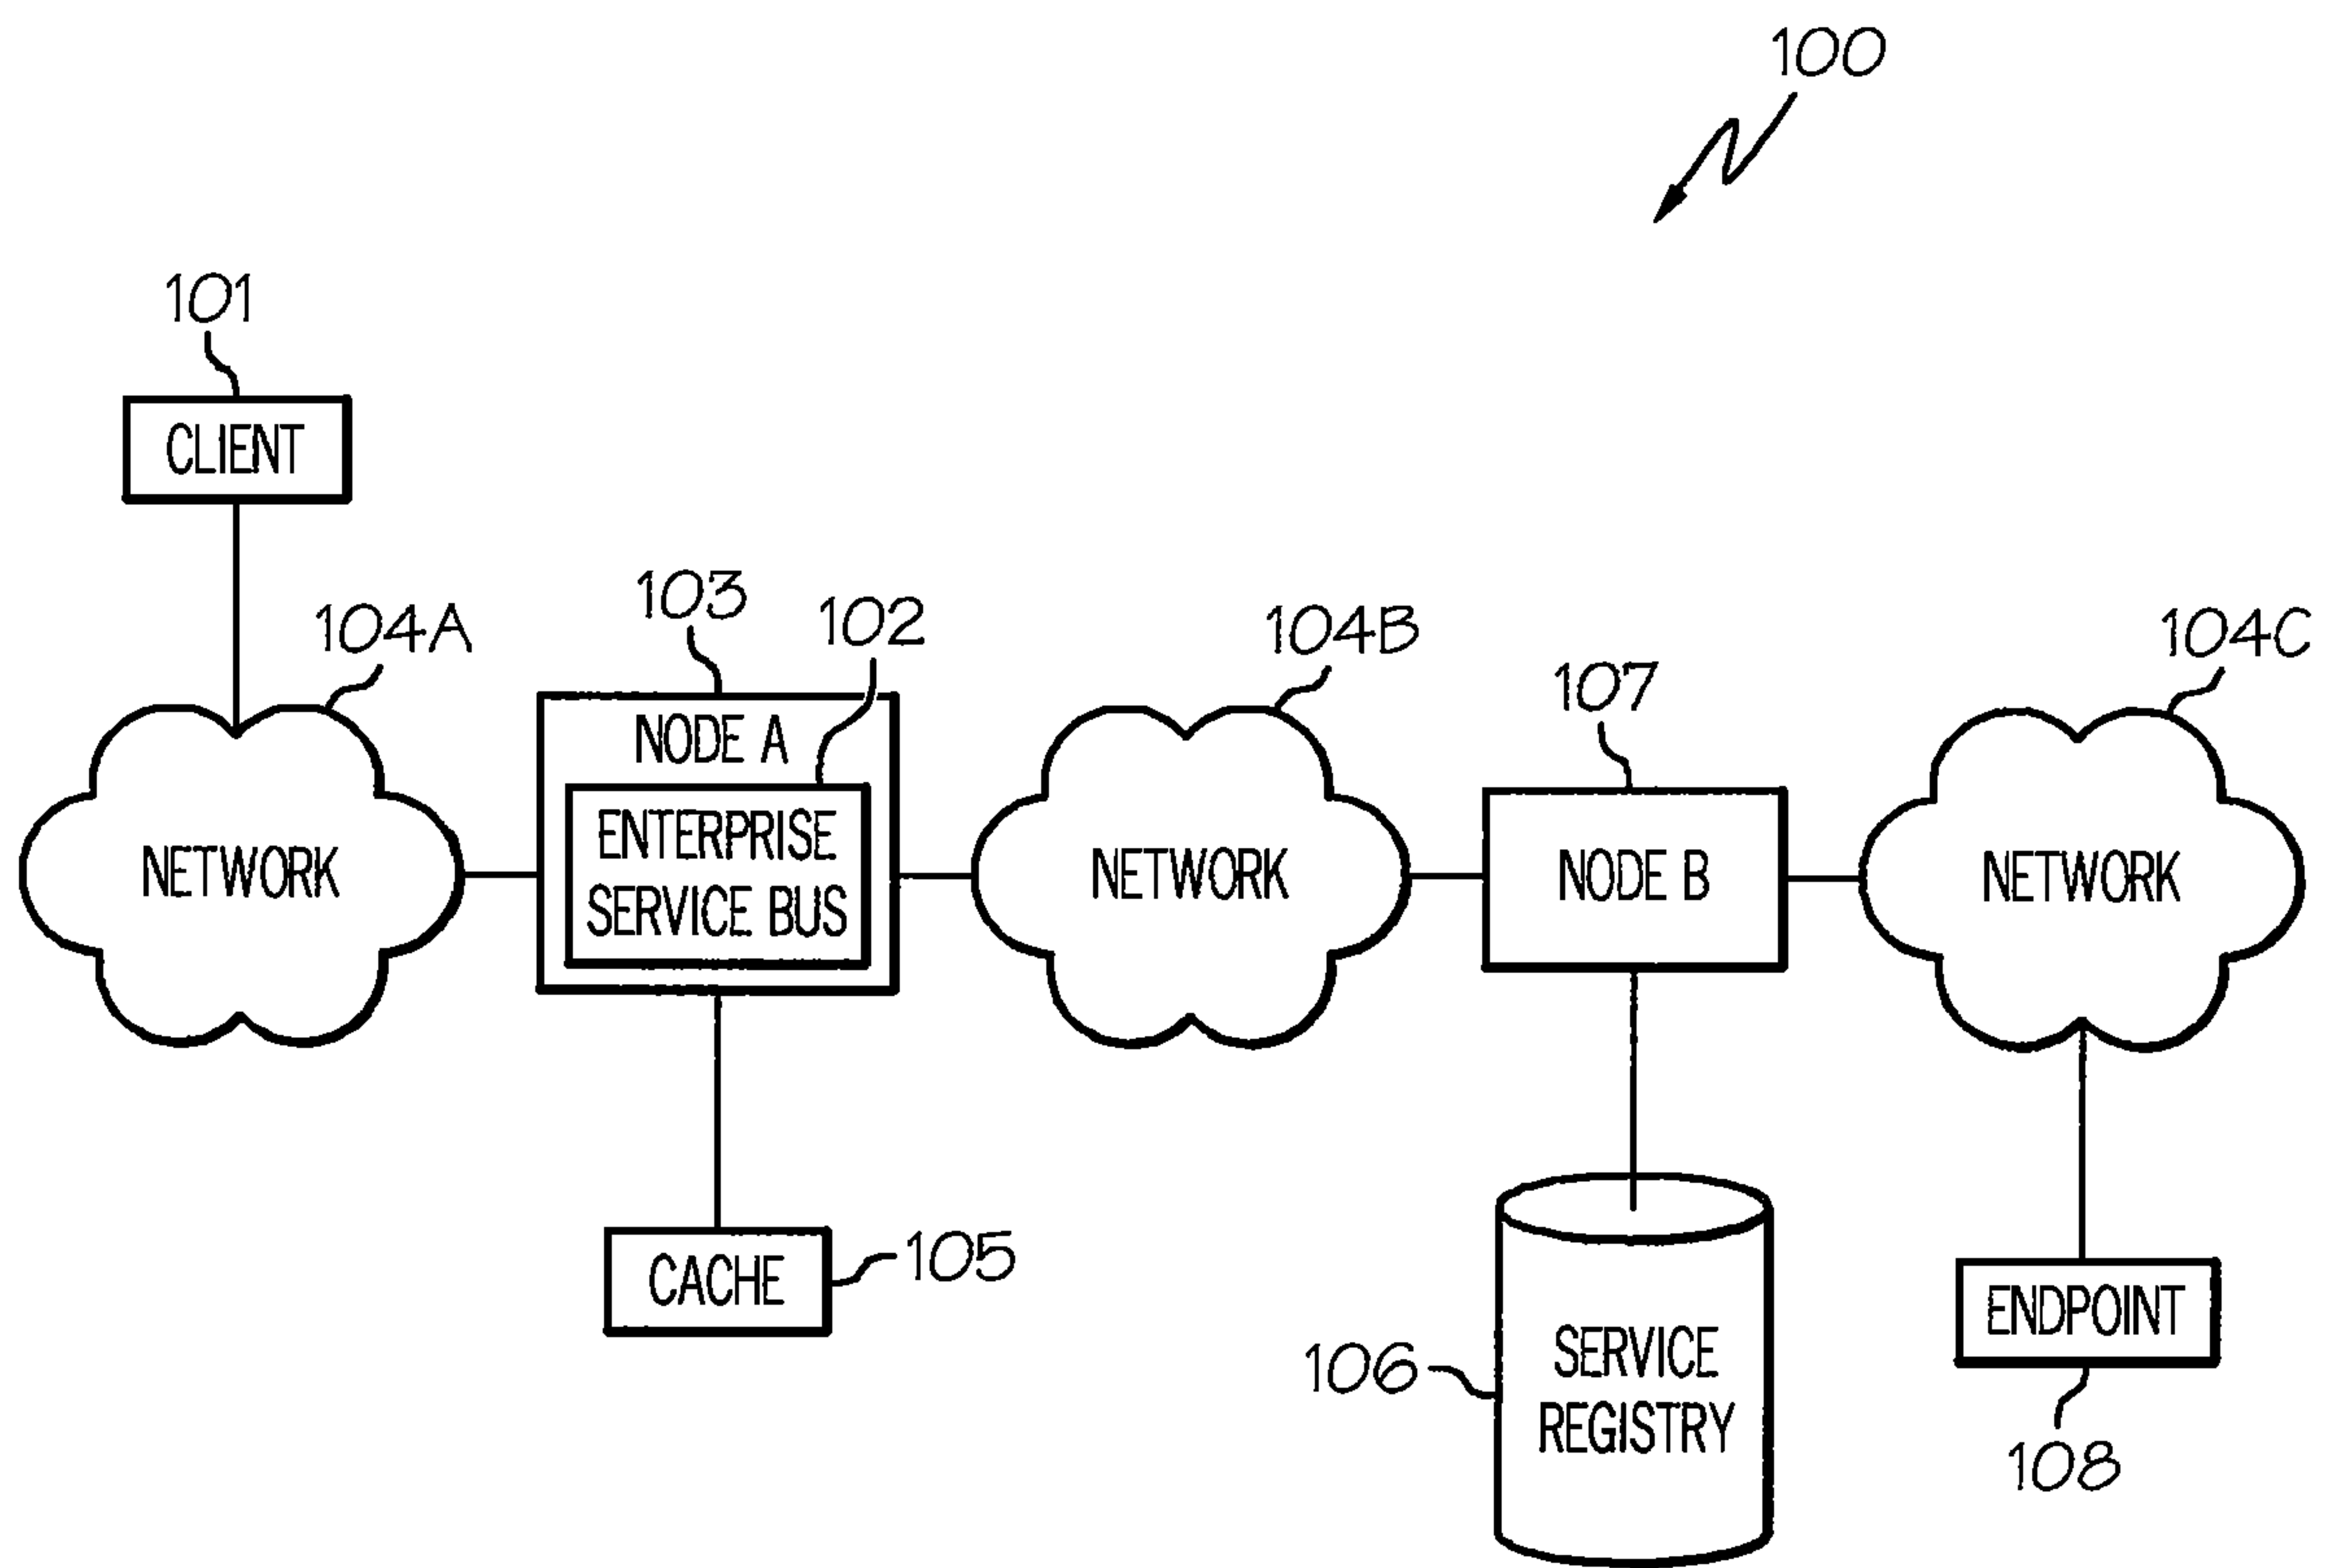 100
101
CLIENT
103
102
104A
104B
104C
107
NODE A
ENTERPRISE
SERVICE BUS
NETWORK
NETWORK
NODE B
NETWORK
CACHE
105
106
SERVICE
REGISTRY
ENDPOINT
108